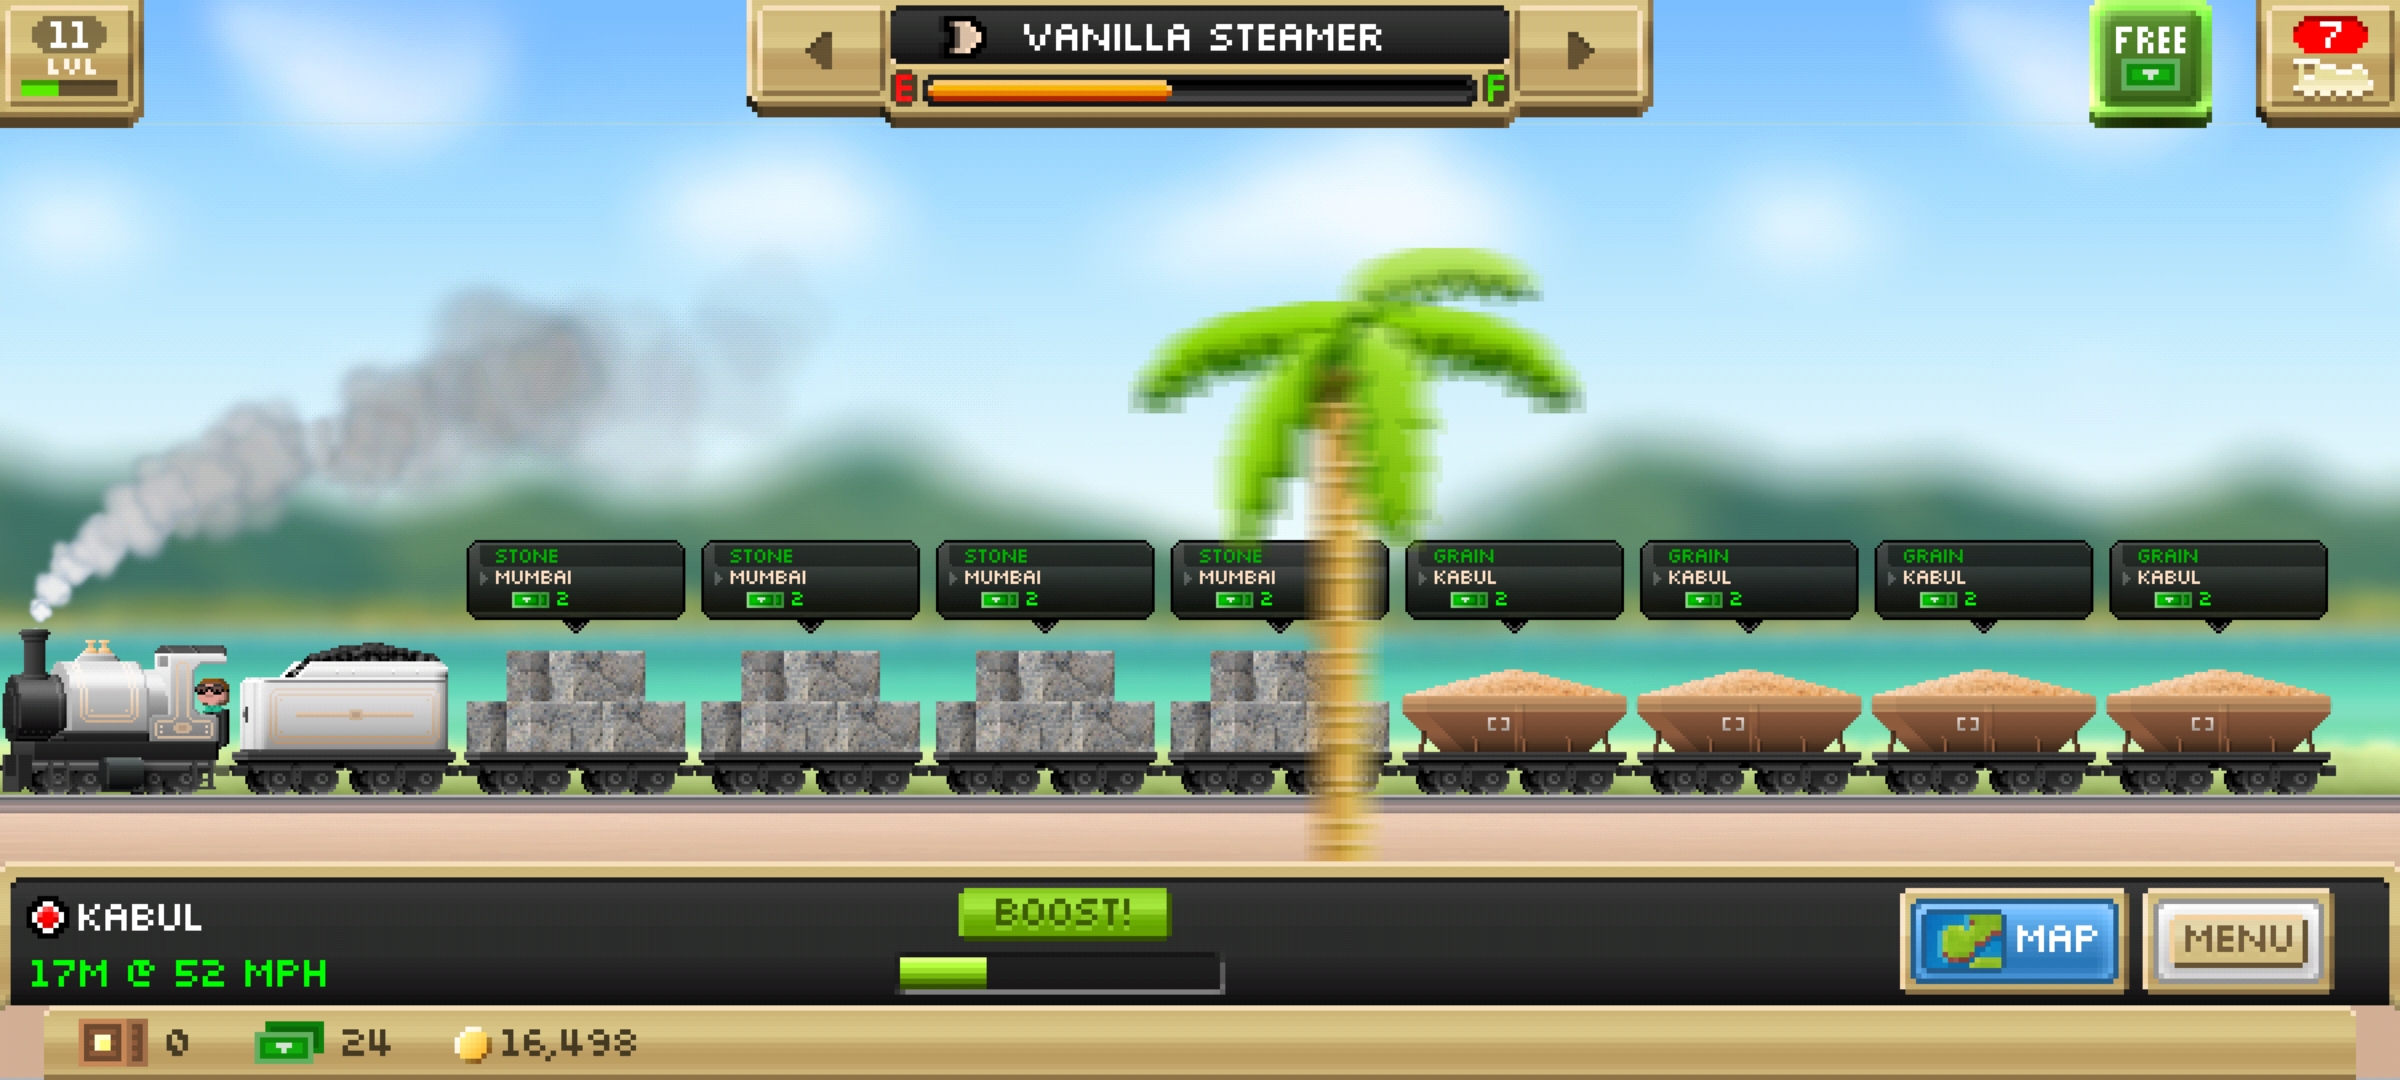 11
LVL
VANILLA STEAMER
E F
FREE
7
STONE
MUMBAI
2
STONE
MUMBAI
2
STONE
MUMBAI
2
STONE
MUMBAI
2
GRAIN
KABUL
2
GRAIN
KABUL
2
GRAIN
KABUL
2
GRAIN
KABUL
2
KABUL
17M @ 52 MPH
BOOST!
MAP
MENU
0
24
16,498